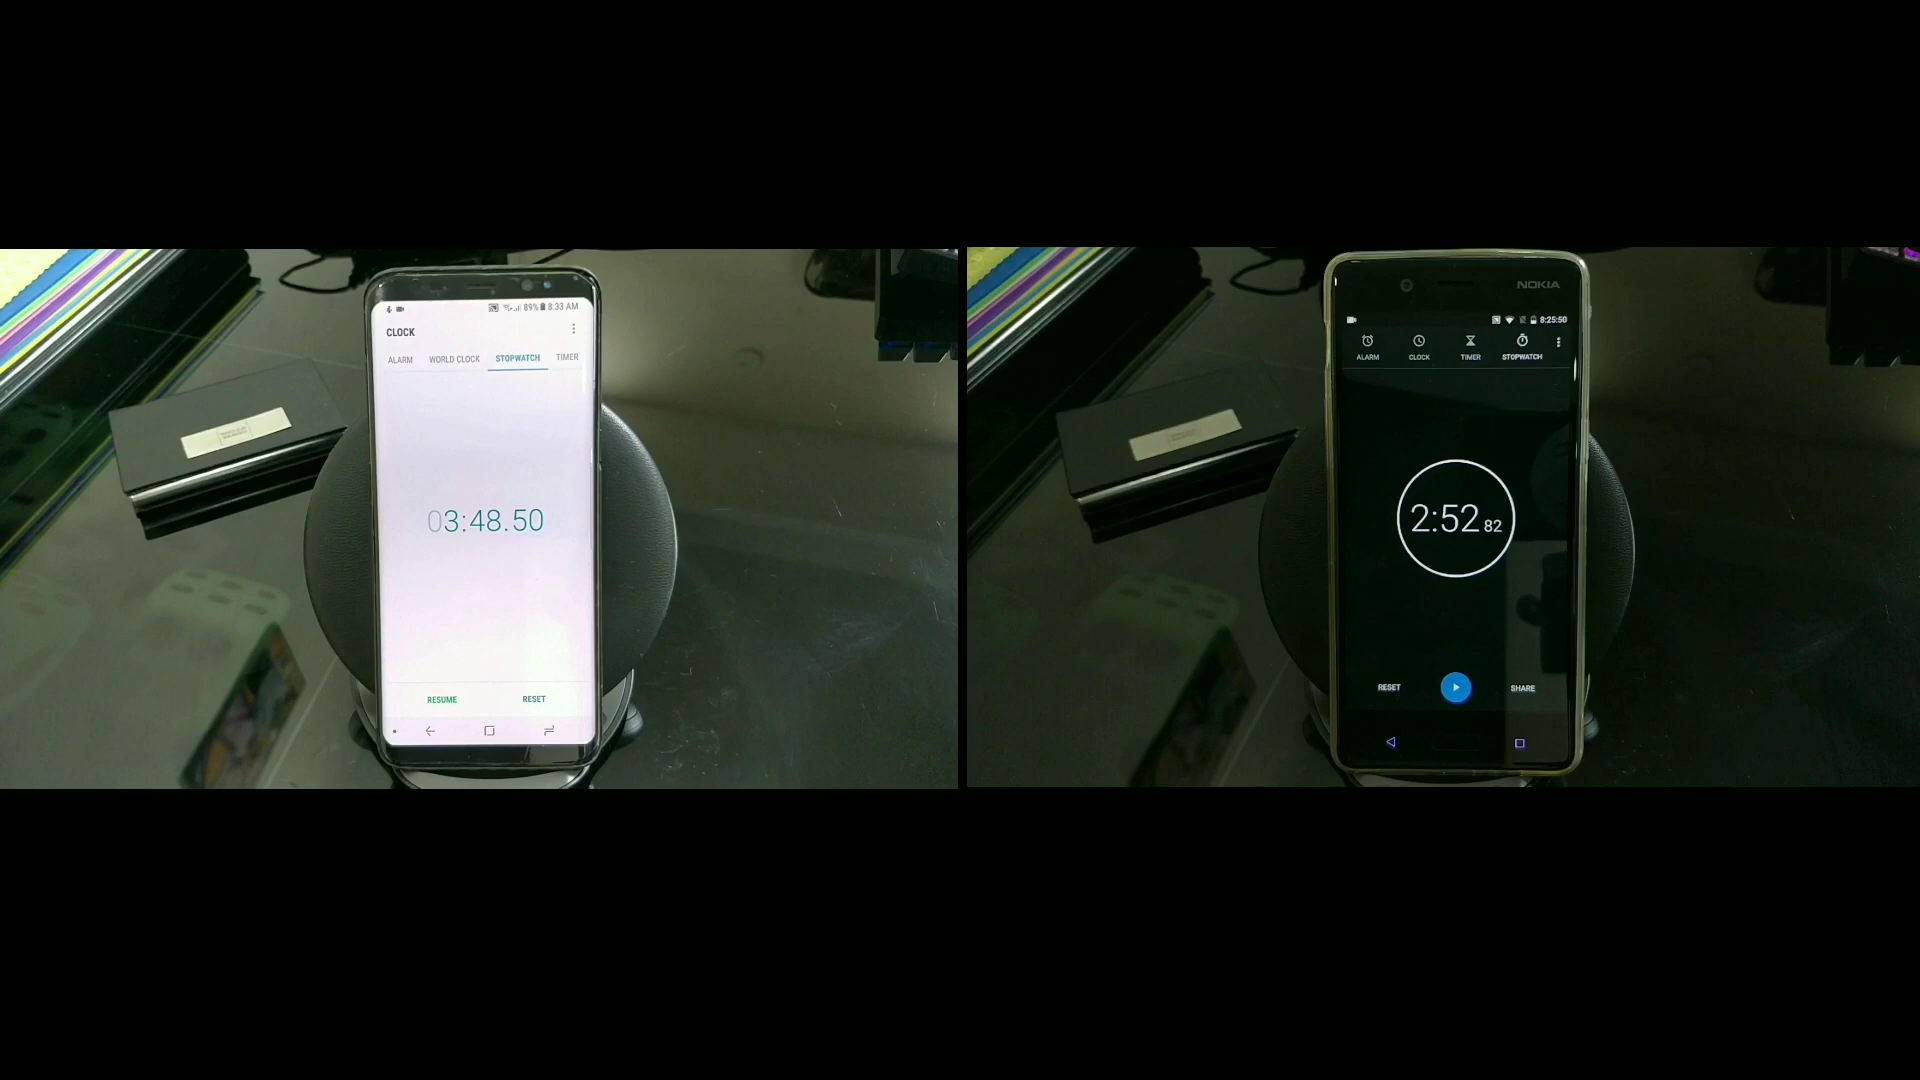 89% 8:33 AM
CLOCK
ALARM WORLD CLOCK STOPWATCH TIMER
03:48.50
RESUME RESET
NOKIA
8:25:50
ALARM CLOCK TIMER STOPWATCH
2:52 82
RESET SHARE